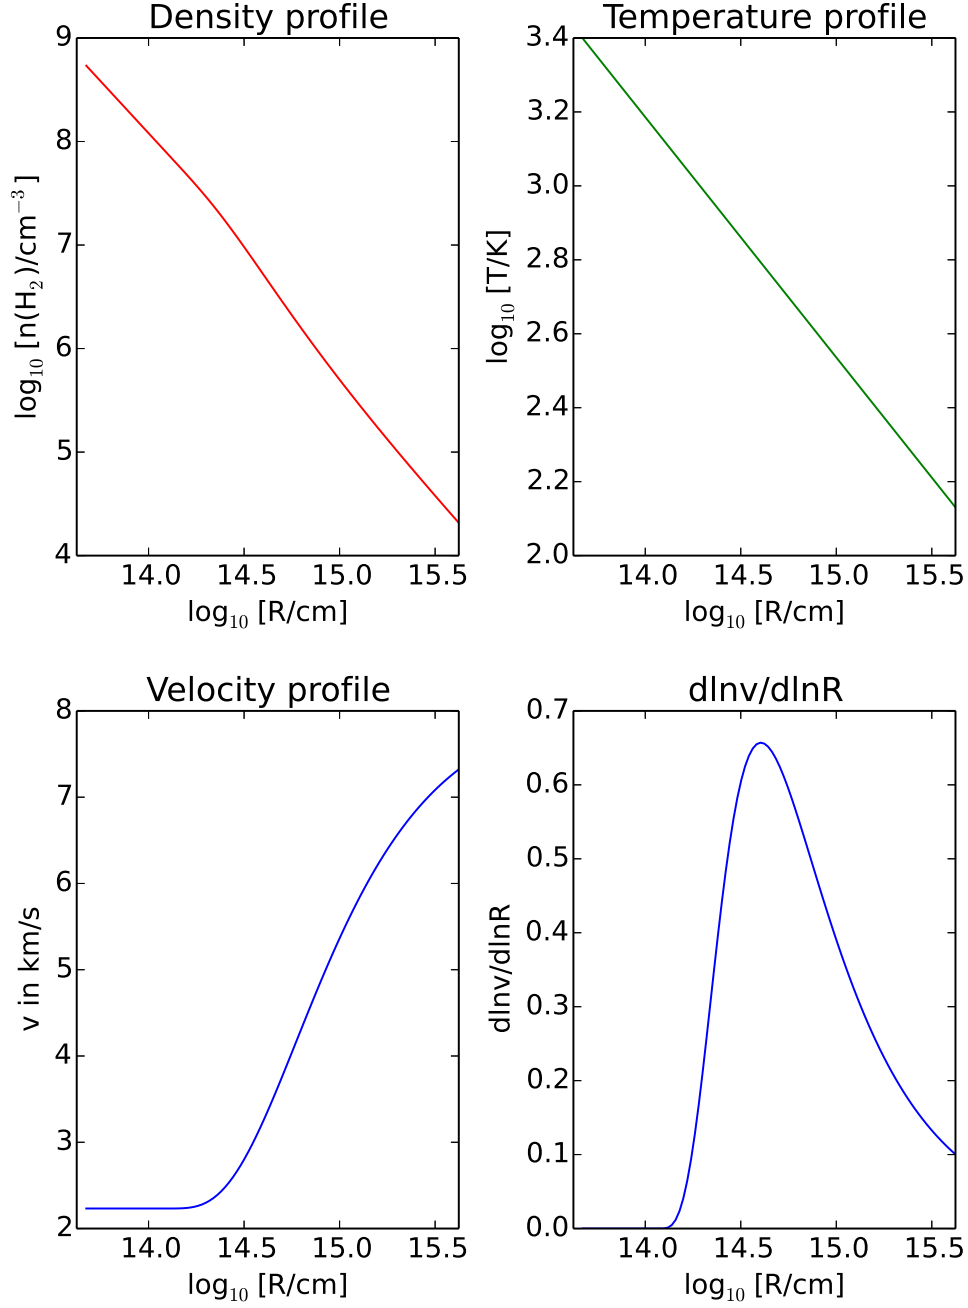 Density profile
9
8
7
6
5
4
14.0 14.5 15.0 15.5
log₁₀ [R/cm]
log₁₀ [n(H₂)/cm⁻³]
Temperature profile
3.4
3.2
3.0
2.8
2.6
2.4
2.2
2.0
14.0 14.5 15.0 15.5
log₁₀ [R/cm]
log₁₀ [T/K]
Velocity profile
8
7
6
5
4
3
2
14.0 14.5 15.0 15.5
log₁₀ [R/cm]
v in km/s
dlnv/dlnR
0.7
0.6
0.5
0.4
0.3
0.2
0.1
0.0
14.0 14.5 15.0 15.5
log₁₀ [R/cm]
dlnv/dlnR